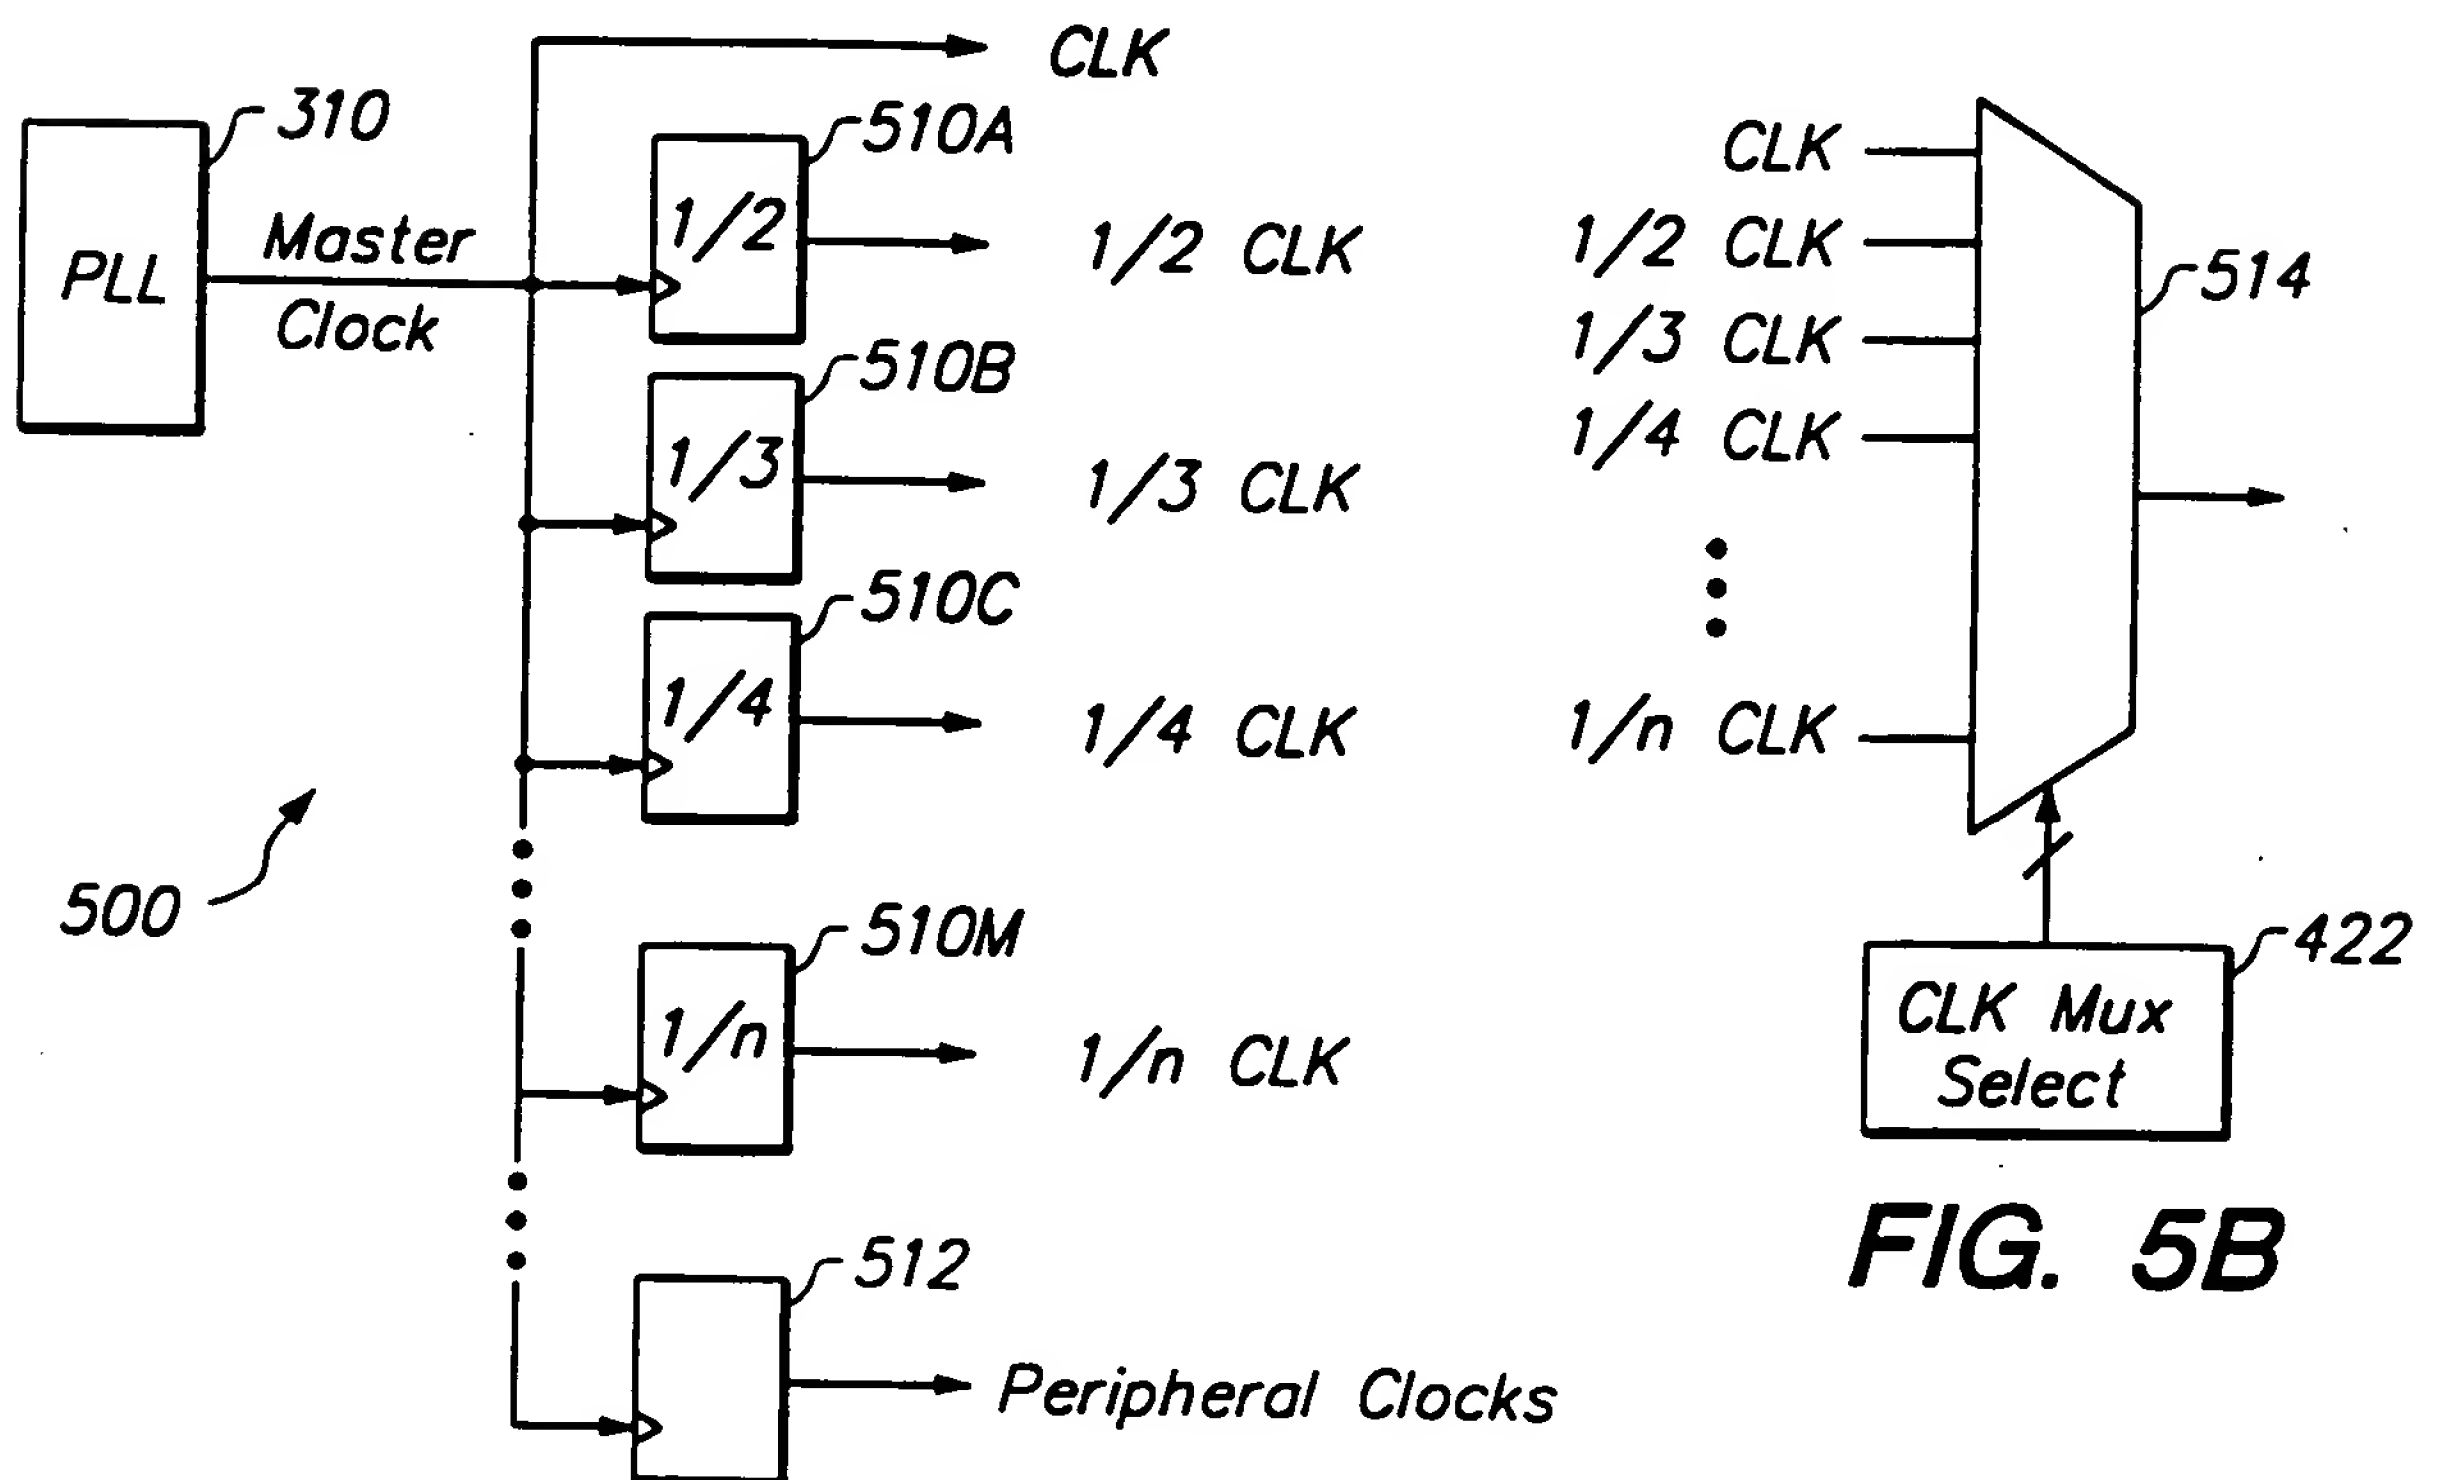 CLK
310
510A
PLL
Master
Clock
1/2
1/2 CLK
510B
1/3
1/3 CLK
510C
1/4
1/4 CLK
500
510M
1/n
1/n CLK
512
Peripheral Clocks
CLK
1/2 CLK
1/3 CLK
1/4 CLK
1/n CLK
514
422
CLK Mux
Select
FIG. 5B